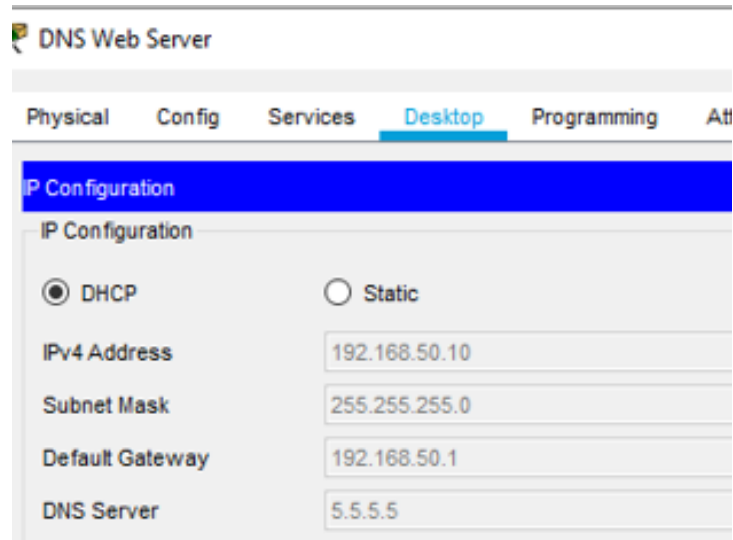 DNS Web Server
Physical Config Services Desktop Programming
IP Configuration
IP Configuration
DHCP Static
IPv4 Address 192.168.50.10
Subnet Mask 255.255.255.0
Default Gateway 192.168.50.1
DNS Server 5.5.5.5